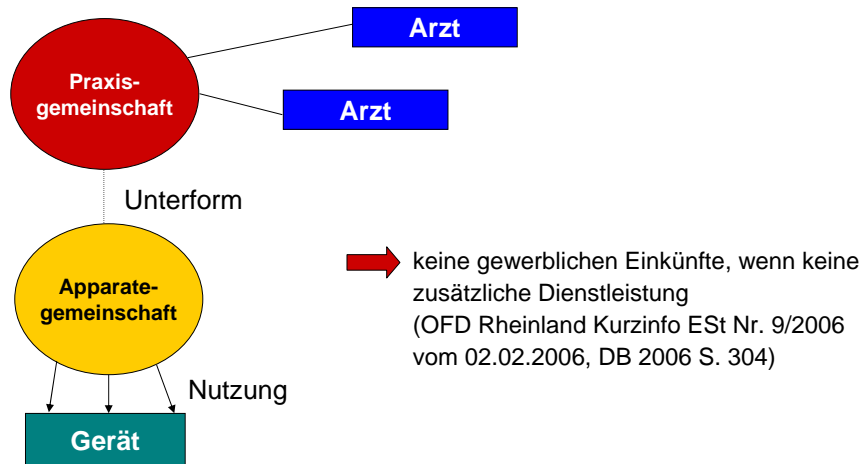 Arzt
Praxis-
gemeinschaft
Arzt
Unterform
Apparate-
gemeinschaft
keine gewerblichen Einkünfte, wenn keine
zusätzliche Dienstleistung
(OFD Rheinland Kurzinfo ESt Nr. 9/2006
vom 02.02.2006, DB 2006 S. 304)
Nutzung
Gerät